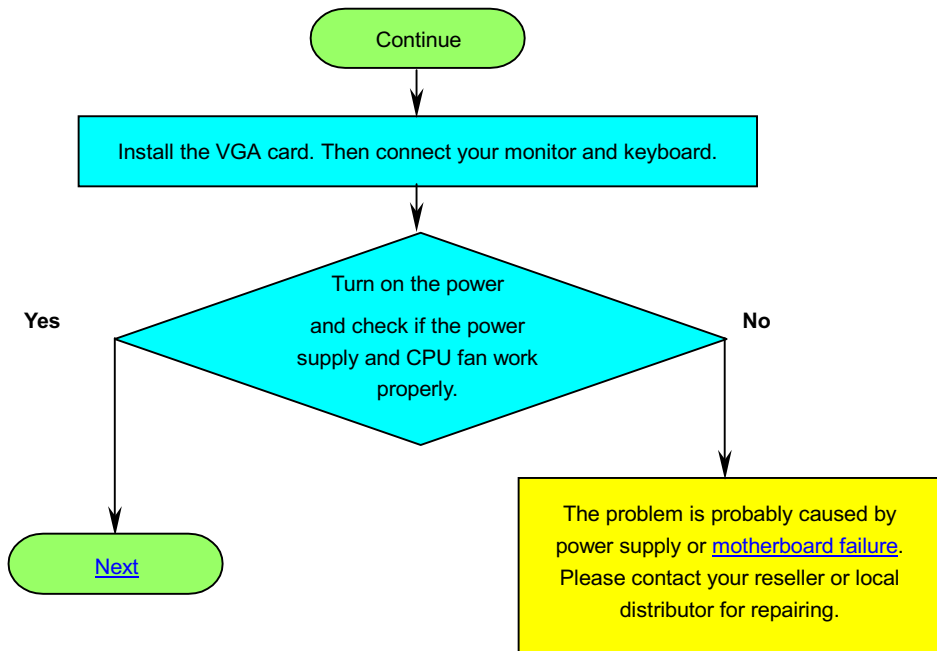 Continue
Install the VGA card. Then connect your monitor and keyboard.
Turn on the power
and check if the power
supply and CPU fan work
properly.
Yes
No
Next
The problem is probably caused by
power supply or motherboard failure.
Please contact your reseller or local
distributor for repairing.